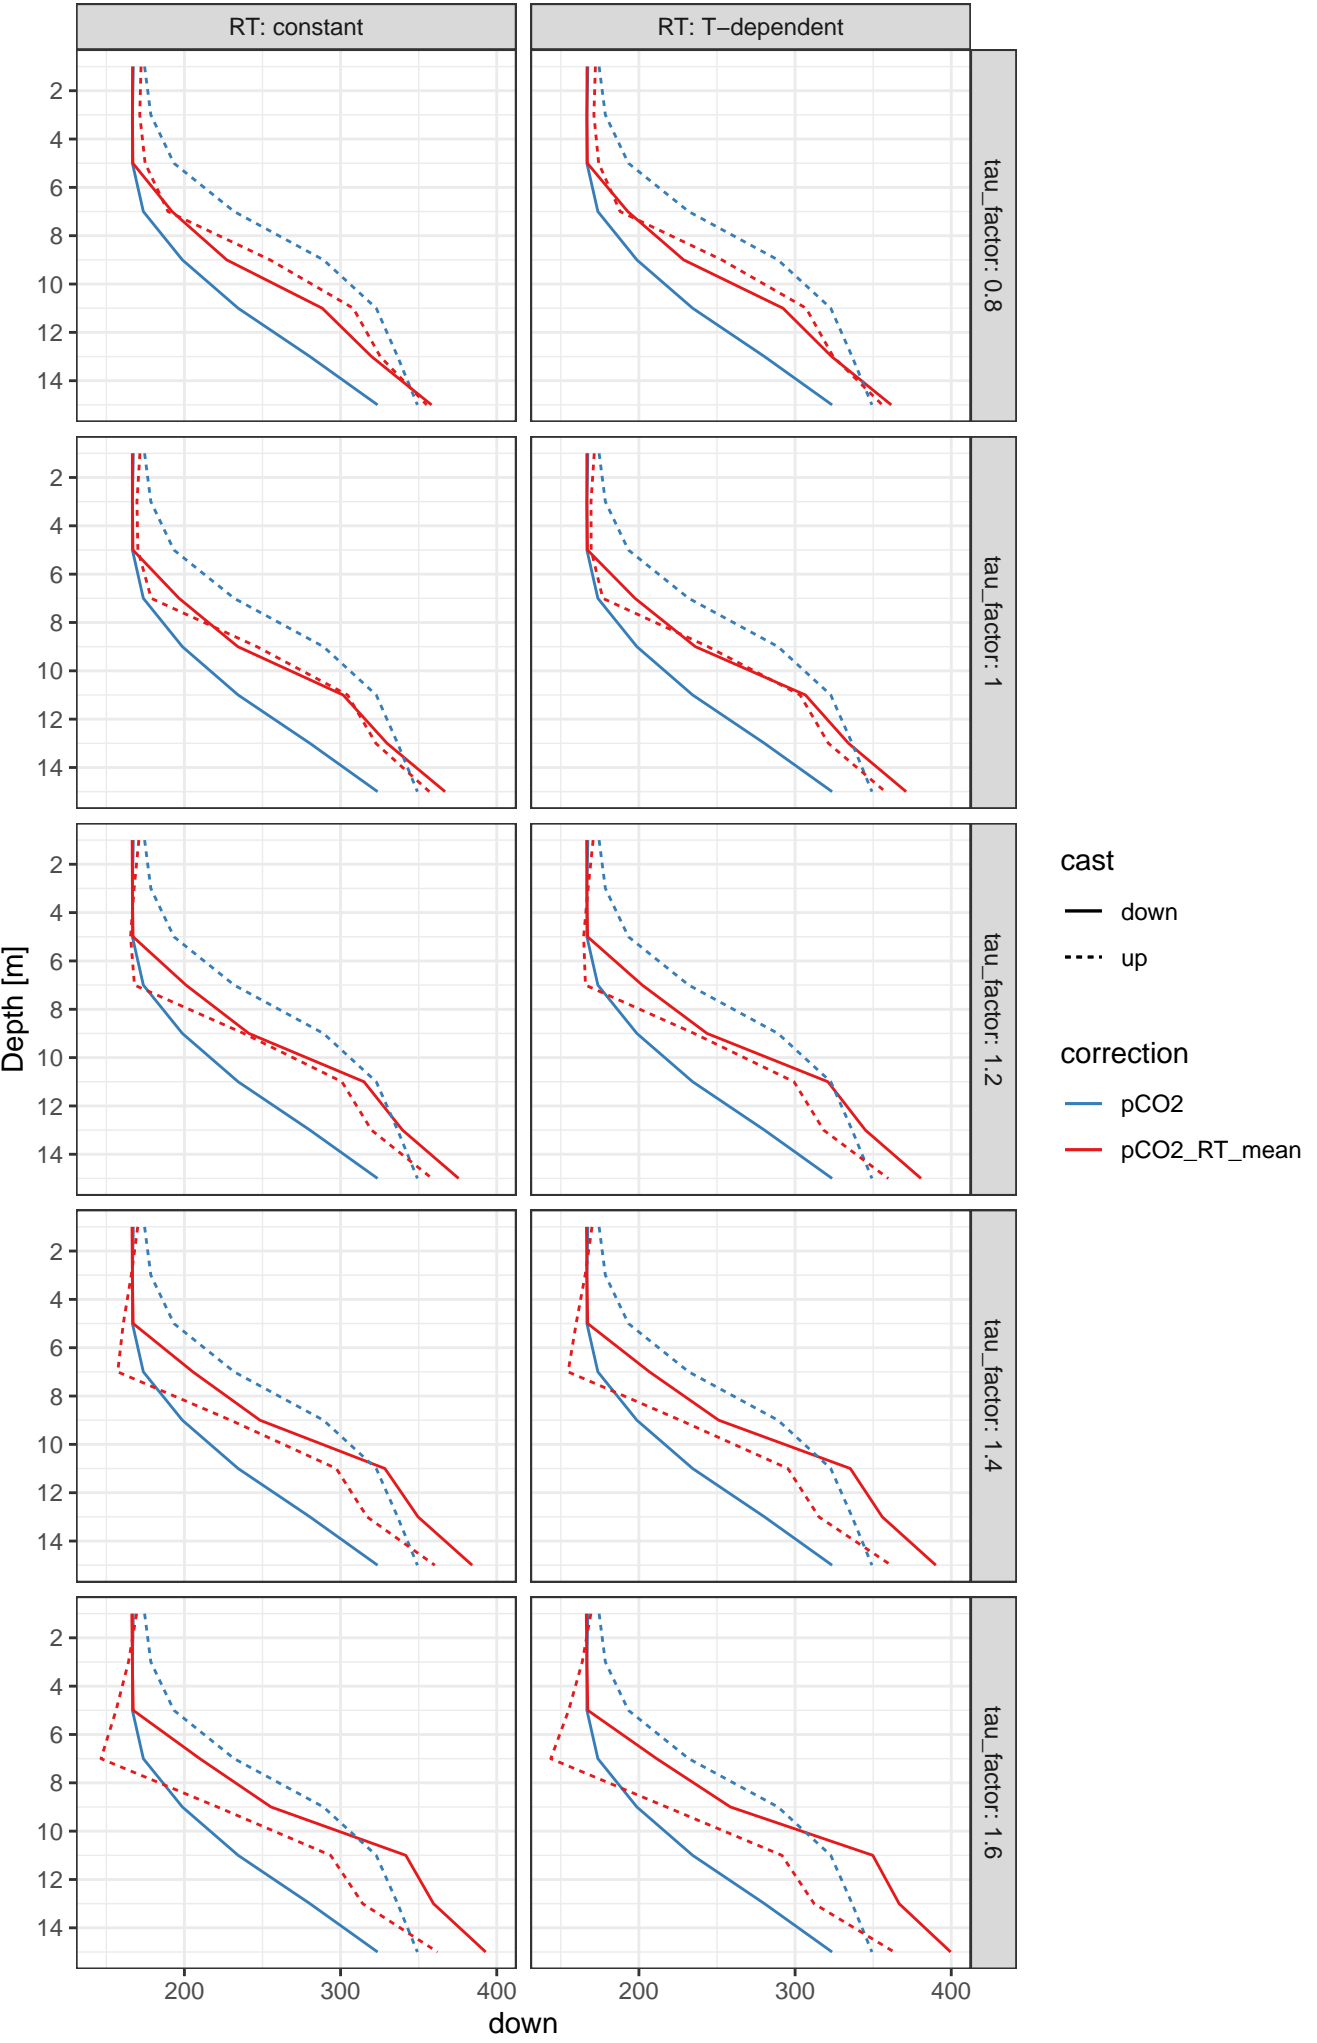 RT: constant
RT: T−dependent
2
4
6
8
10
12
14
tau_factor: 0.8
2
4
6
8
10
12
14
tau_factor: 1
2
4
6
8
10
12
14
tau_factor: 1.2
2
4
6
8
10
12
14
tau_factor: 1.4
2
4
6
8
10
12
14
tau_factor: 1.6
200
300
400
200
300
400
down
Depth [m]
cast
down
up
correction
pCO2
pCO2_RT_mean